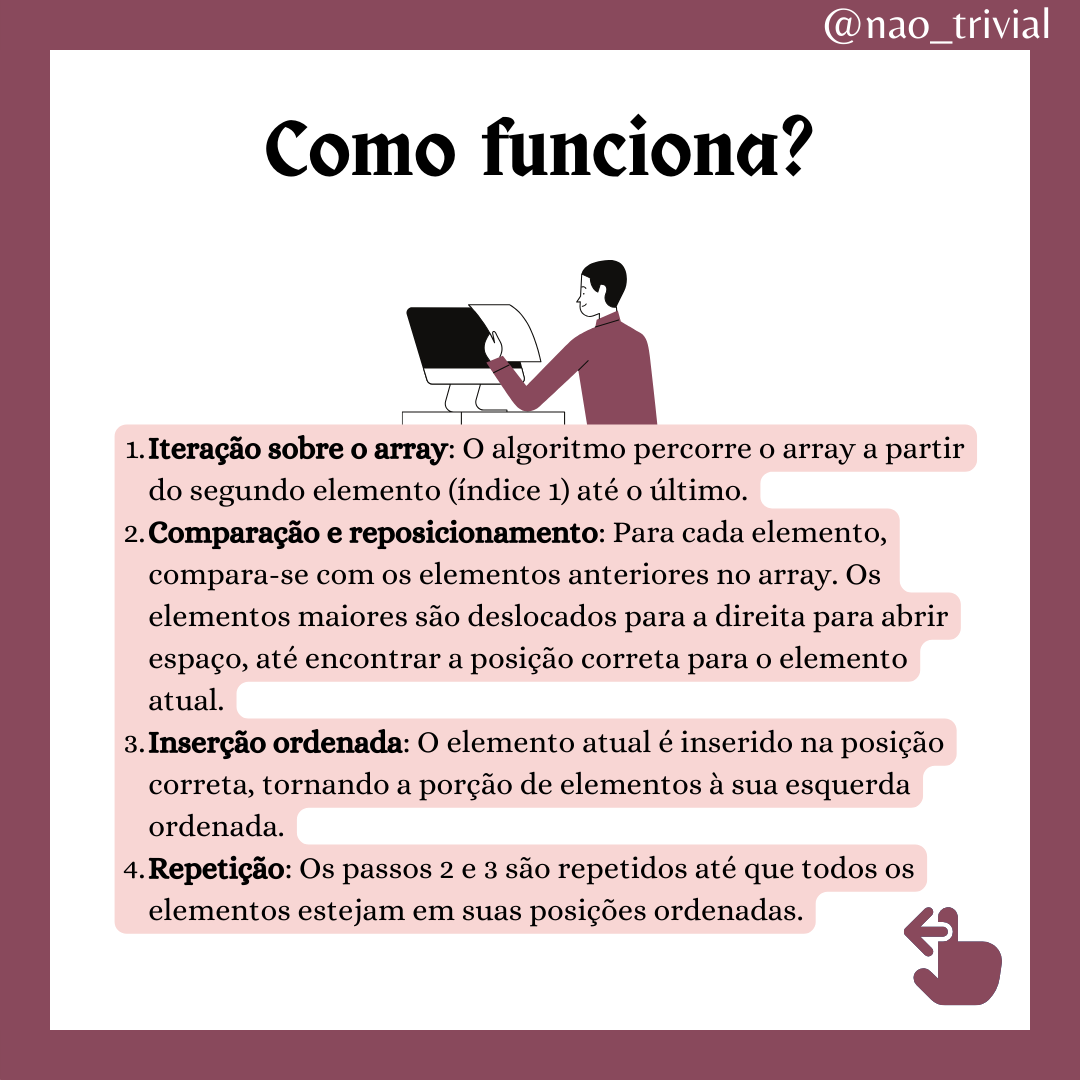 @nao_trivial
Como funciona?
1. Iteração sobre o array: O algoritmo percorre o array a partir
do segundo elemento (índice 1) até o último.
2. Comparação e reposicionamento: Para cada elemento,
compara-se com os elementos anteriores no array. Os
elementos maiores são deslocados para a direita para abrir
espaço, até encontrar a posição correta para o elemento
atual.
3. Inserção ordenada: O elemento atual é inserido na posição
correta, tornando a porção de elementos à sua esquerda
ordenada.
4. Repetição: Os passos 2 e 3 são repetidos até que todos os
elementos estejam em suas posições ordenadas.